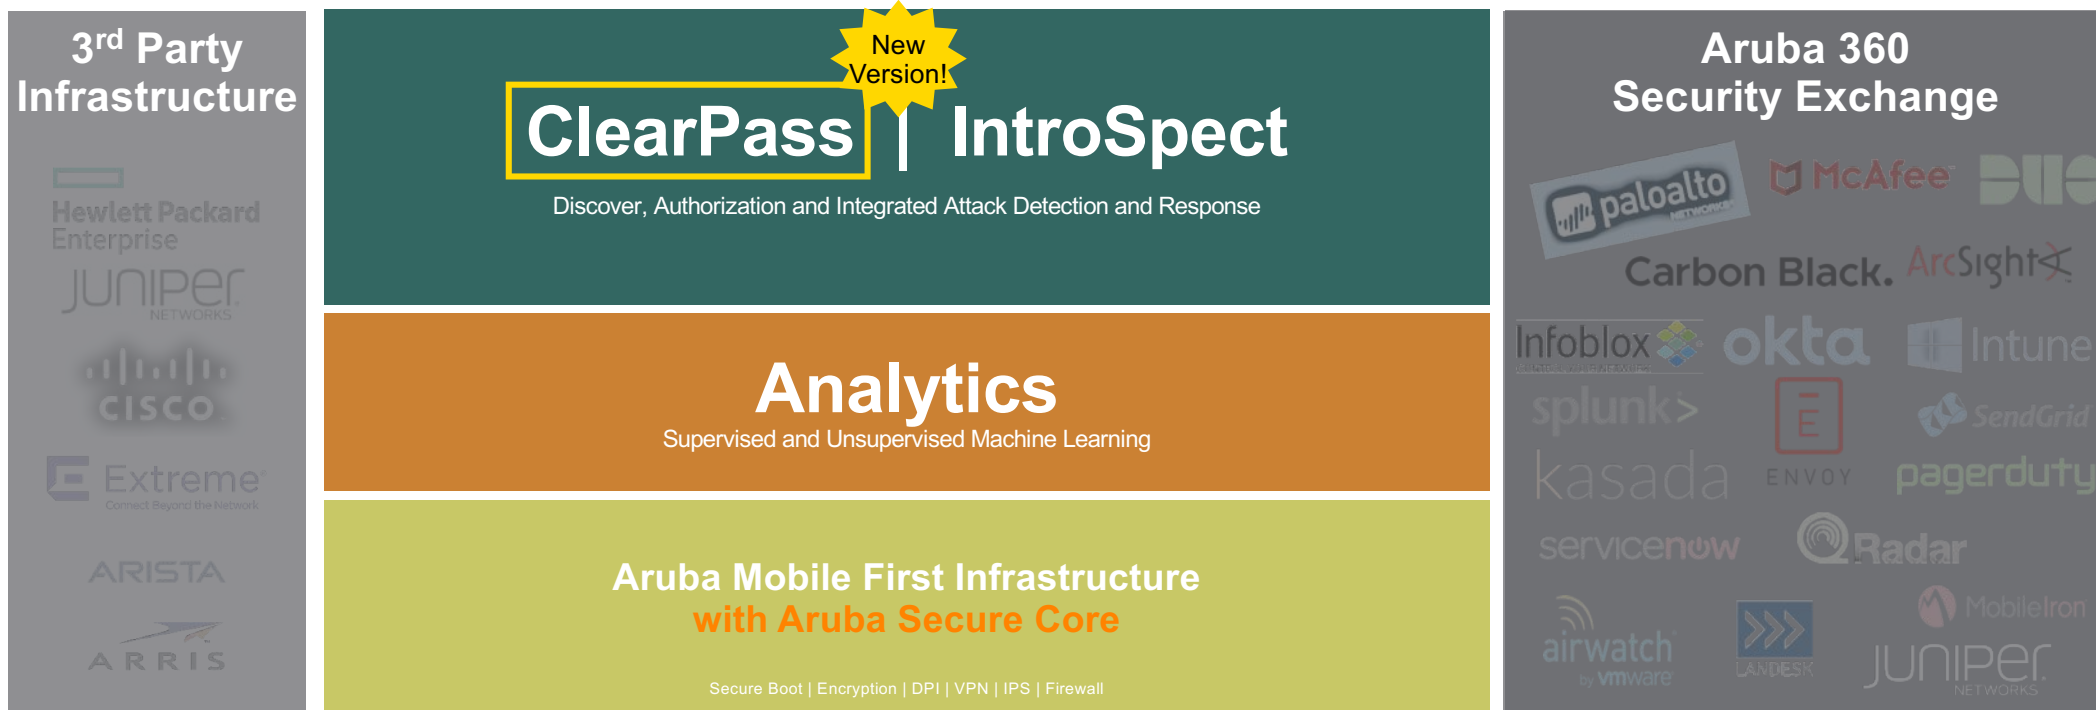 3rd Party
Infrastructure
Hewlett Packard
Enterprise
JUNIPEr
NETWORKS
CISCO
Extreme
Connect Beyond the Network
ARISTA
ARRIS
New
Version!
ClearPass | IntroSpect
Discover, Authorization and Integrated Attack Detection and Response
Analytics
Supervised and Unsupervised Machine Learning
Aruba Mobile First Infrastructure
with Aruba Secure Core
Secure Boot | Encryption | DPI | VPN | IPS | Firewall
Aruba 360
Security Exchange
paloalto
NETWORKS
McAfee
DUO
Carbon Black.
ArcSight
Infoblox
okta
Intune
splunk>
ENVOY
SendGrid
kasada
pagerduty
servicenow
QRadar
airwatch
by vmware
LANDESK
MobileIron
JUNIPEr
NETWORKS